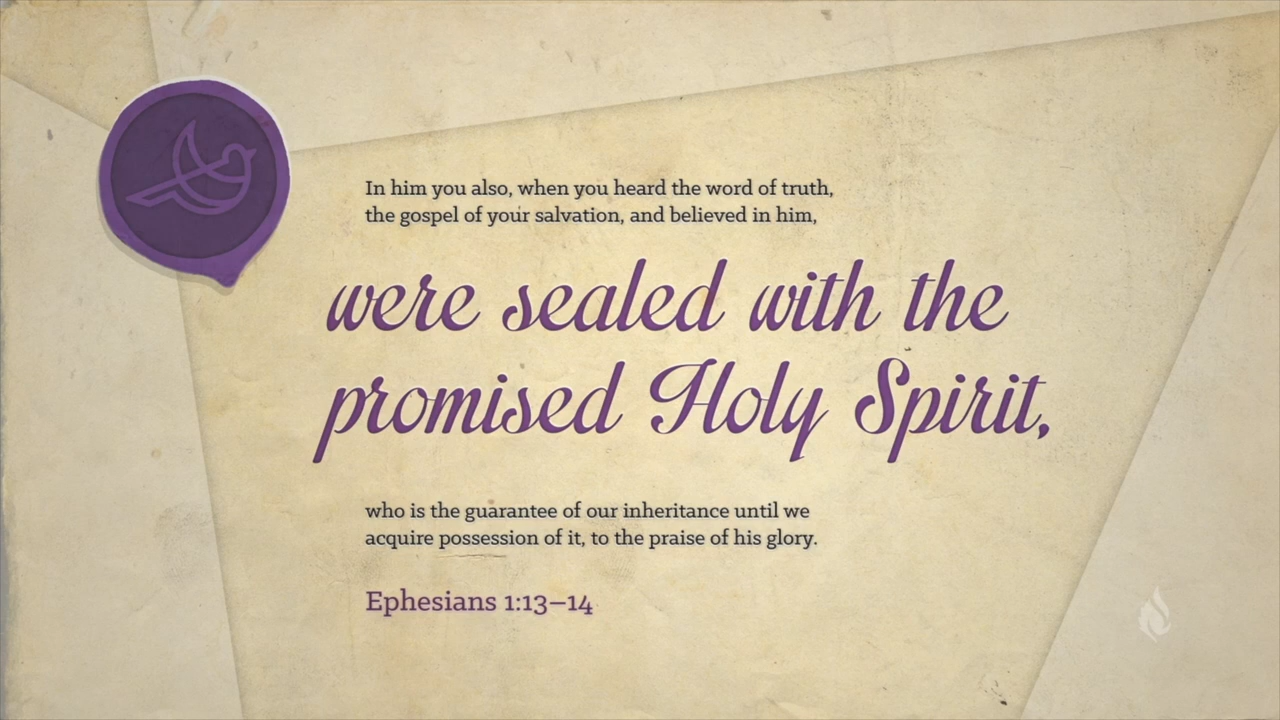 In him you also, when you heard the word of truth,
the gospel of your salvation, and believed in him,
were sealed with the
promised Holy Spirit,
who is the guarantee of our inheritance until we
acquire possession of it, to the praise of his glory.
Ephesians 1:13–14